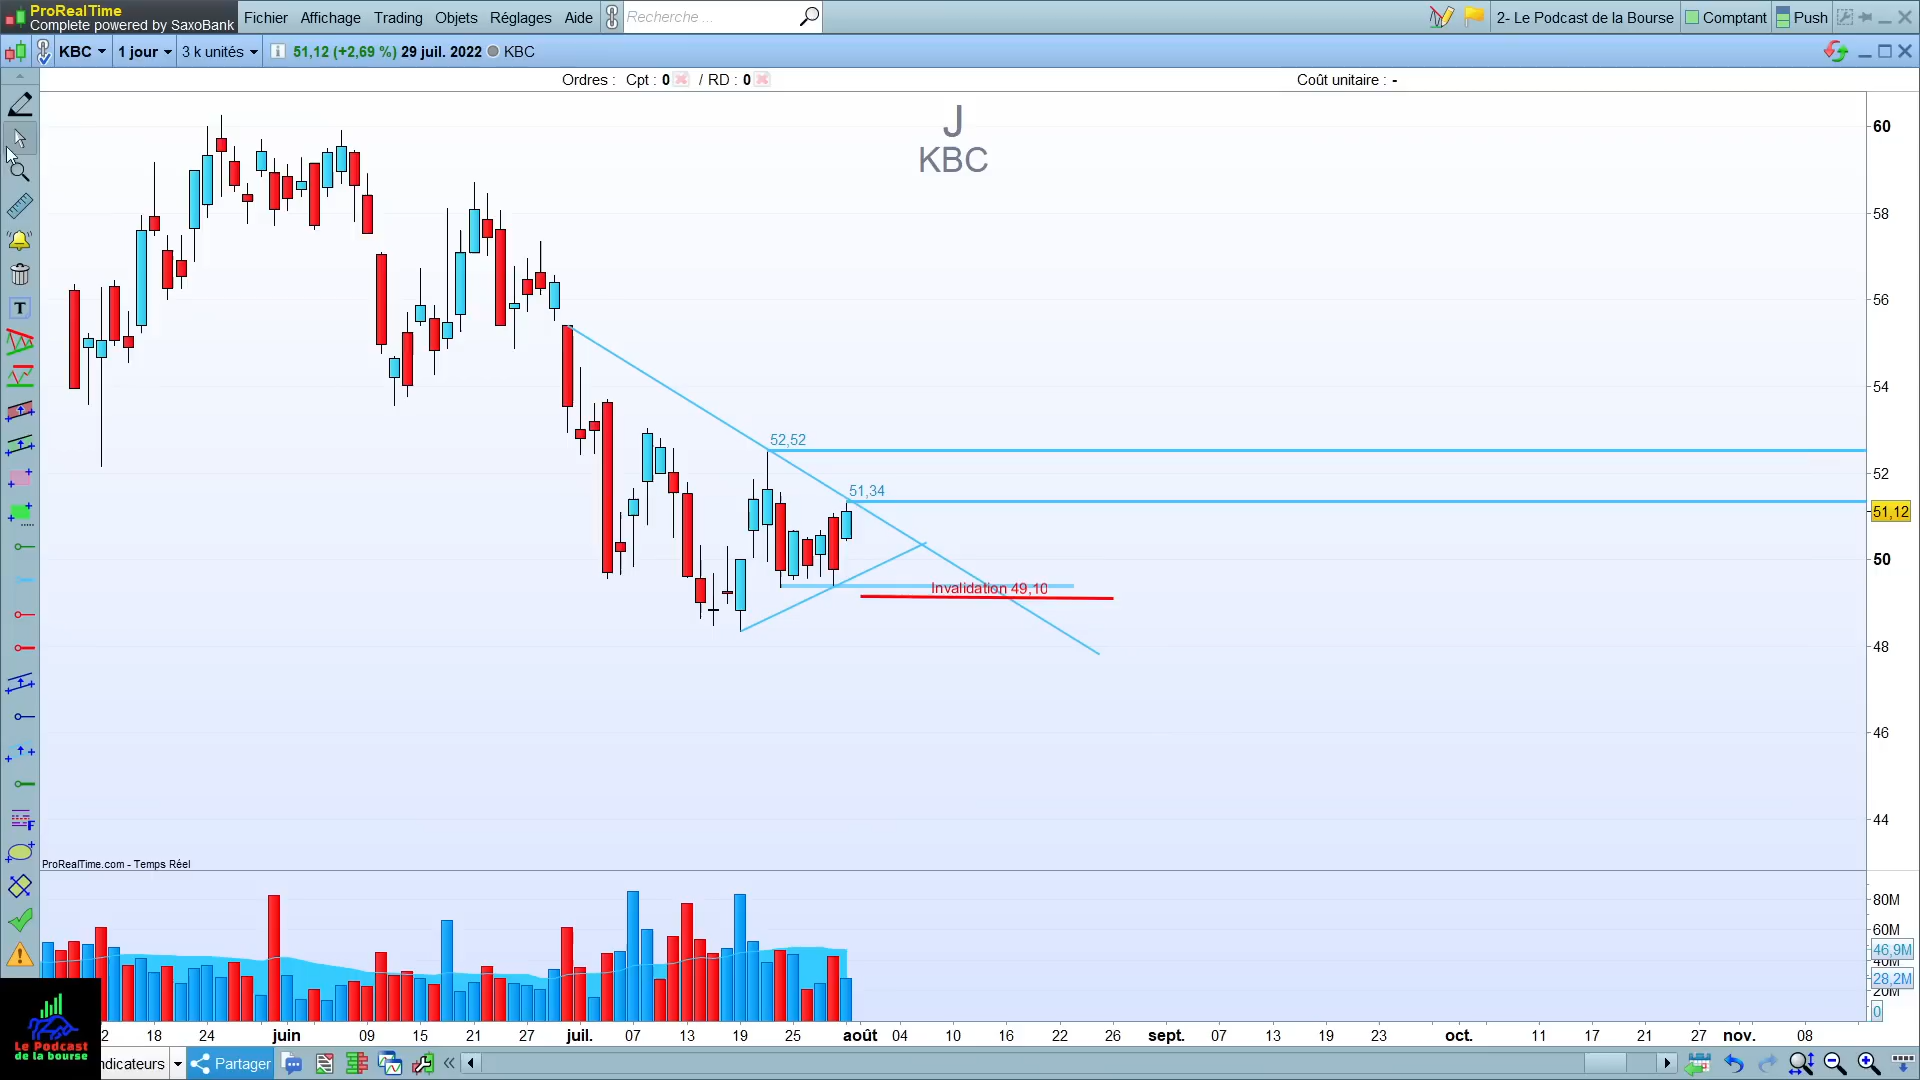 ProRealTime
Complete powered by SaxoBank
Fichier Affichage Trading Objets Réglages Aide
Recherche ...
2- Le Podcast de la Bourse
Comptant
Push
KBC
1 jour
3 k unités
51,12 (+2,69 %) 29 juil. 2022 KBC
Ordres : Cpt : 0 / RD : 0
Coût unitaire : -
J
KBC
60
58
56
54
52
51,12
50
48
46
44
52,52
51,34
Invalidation 49,10
T
F
ProRealTime.com - Temps Réel
80M
60M
46,9M
40M
28,2M
20M
0
2 18 24 juin 09 15 21 27 juil. 07 13 19 25 août 04 10 16 22 26 sept. 07 13 19 23 oct. 11 17 21 27 nov. 08
Le Podcast
de la bourse
ndicateurs
Partager